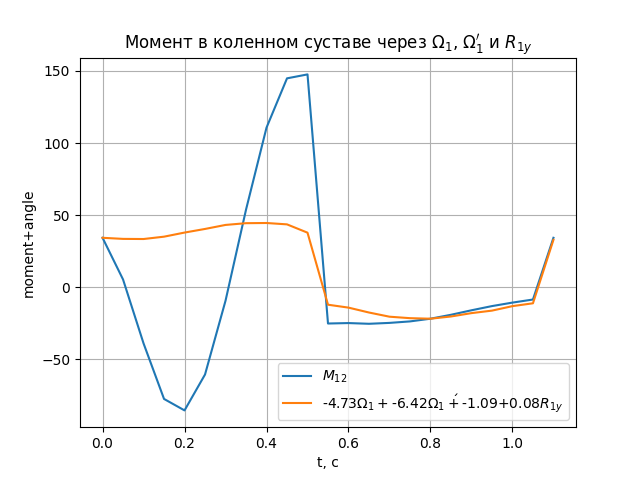 Момент в коленном суставе через Ω₁, Ω₁′ и R₁y
150
100
50
0
−50
moment+angle
0.0 0.2 0.4 0.6 0.8 1.0
t, c
M₁₂
-4.73Ω₁ + -6.42Ω₁ +́ -1.09+0.08R₁y